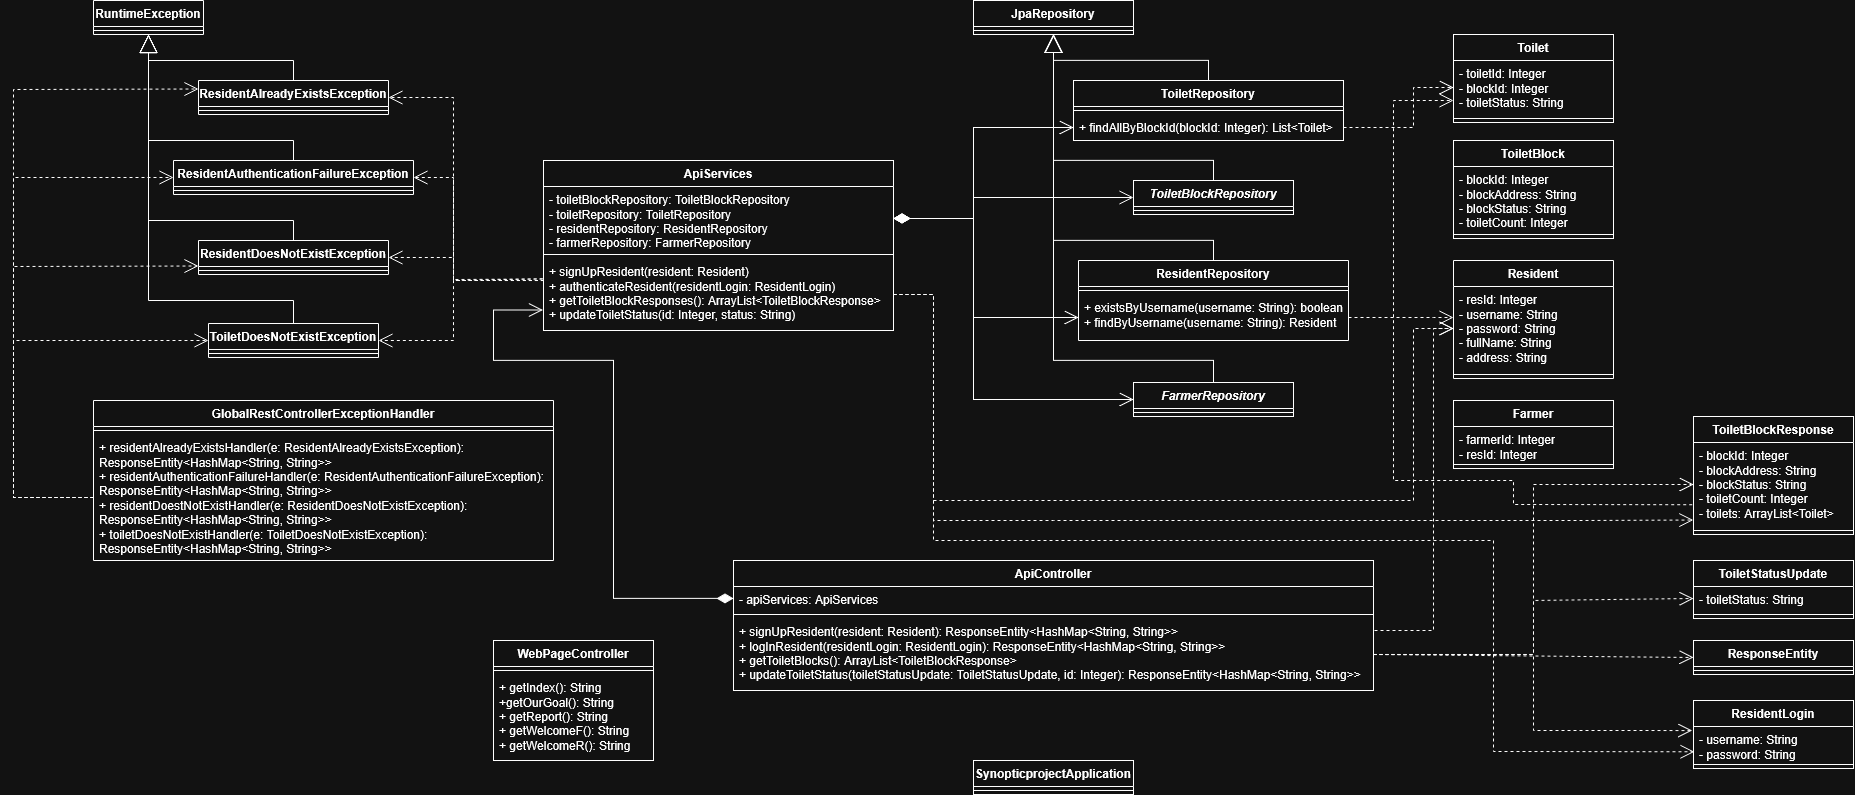 RuntimeException
ResidentAlreadyExistsException
ResidentAuthenticationFailureException
ResidentDoesNotExistException
ToiletDoesNotExistException
GlobalRestControllerExceptionHandler
+ residentAlreadyExistsHandler(e: ResidentAlreadyExistsException):
ResponseEntity<HashMap<String, String>>
+ residentAuthenticationFailureHandler(e: ResidentAuthenticationFailureException):
ResponseEntity<HashMap<String, String>>
+ residentDoestNotExistHandler(e: ResidentDoesNotExistException):
ResponseEntity<HashMap<String, String>>
+ toiletDoesNotExistHandler(e: ToiletDoesNotExistException):
ResponseEntity<HashMap<String, String>>
ApiServices
- toiletBlockRepository: ToiletBlockRepository
- toiletRepository: ToiletRepository
- residentRepository: ResidentRepository
- farmerRepository: FarmerRepository
+ signUpResident(resident: Resident)
+ authenticateResident(residentLogin: ResidentLogin)
+ getToiletBlockResponses(): ArrayList<ToiletBlockResponse>
+ updateToiletStatus(id: Integer, status: String)
JpaRepository
ToiletRepository
+ findAllByBlockId(blockId: Integer): List<Toilet>
ToiletBlockRepository
ResidentRepository
+ existsByUsername(username: String): boolean
+ findByUsername(username: String): Resident
FarmerRepository
Toilet
- toiletId: Integer
- blockId: Integer
- toiletStatus: String
ToiletBlock
- blockId: Integer
- blockAddress: String
- blockStatus: String
- toiletCount: Integer
Resident
- resId: Integer
- username: String
- password: String
- fullName: String
- address: String
Farmer
- farmerId: Integer
- resId: Integer
ToiletBlockResponse
- blockId: Integer
- blockAddress: String
- blockStatus: String
- toiletCount: Integer
- toilets: ArrayList<Toilet>
ApiController
- apiServices: ApiServices
+ signUpResident(resident: Resident): ResponseEntity<HashMap<String, String>>
+ logInResident(residentLogin: ResidentLogin): ResponseEntity<HashMap<String, String>>
+ getToiletBlocks(): ArrayList<ToiletBlockResponse>
+ updateToiletStatus(toiletStatusUpdate: ToiletStatusUpdate, id: Integer): ResponseEntity<HashMap<String, String>>
ToiletStatusUpdate
- toiletStatus: String
ResponseEntity
ResidentLogin
- username: String
- password: String
WebPageController
+ getIndex(): String
+getOurGoal(): String
+ getReport(): String
+ getWelcomeF(): String
+ getWelcomeR(): String
SynopticprojectApplication